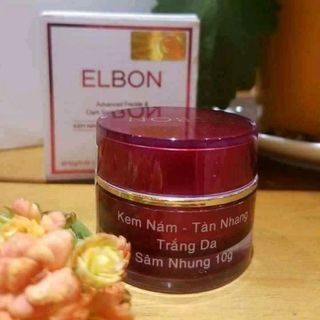 ELBON
Advanced Freckle &
Kem Nám - Tàn Nhang
Trắng Da
Sâm Nhung 10g